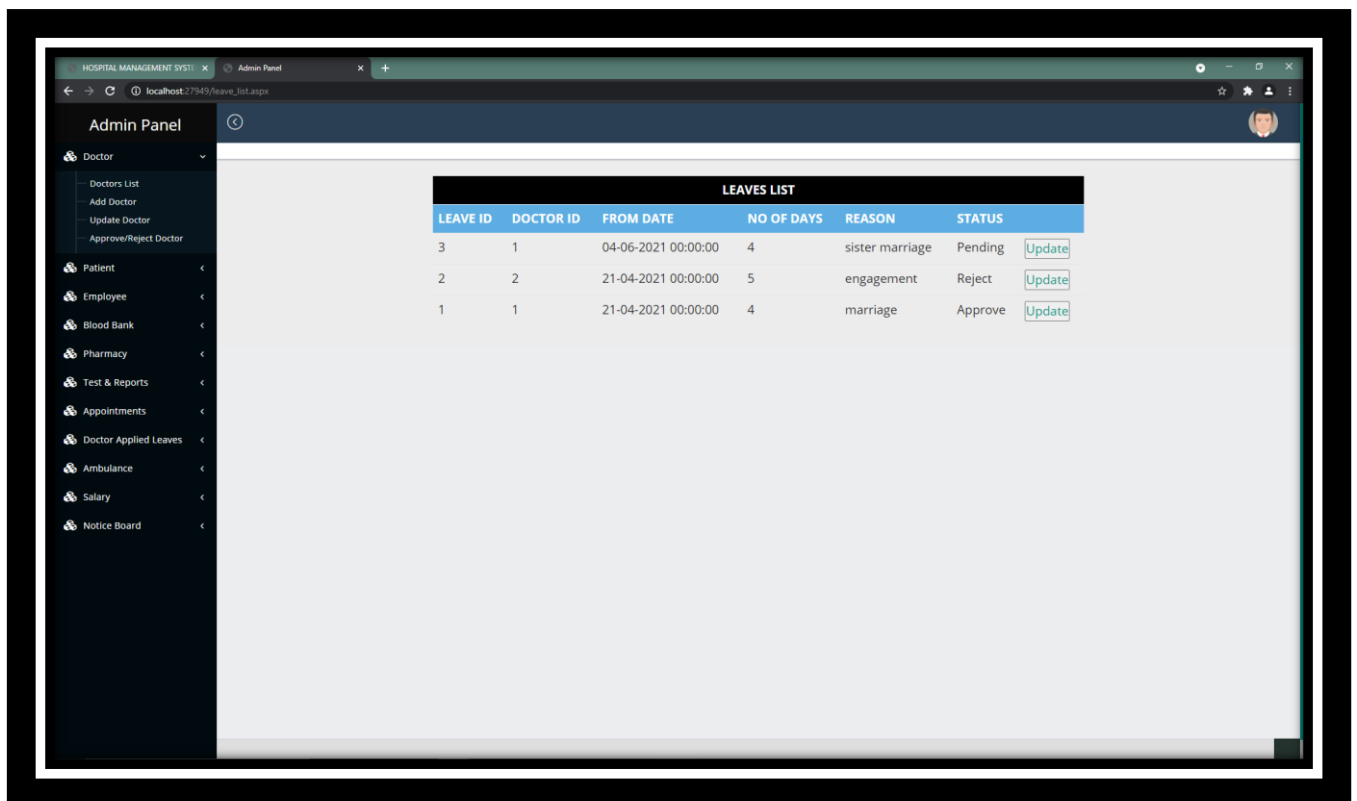 HOSPITAL MANAGEMENT SYSTE
Admin Panel
localhost:27949/leave_list.aspx
Admin Panel
Doctor
Doctors List
Add Doctor
Update Doctor
Approve/Reject Doctor
Patient
Employee
Blood Bank
Pharmacy
Test & Reports
Appointments
Doctor Applied Leaves
Ambulance
Salary
Notice Board
LEAVES LIST
LEAVE ID DOCTOR ID FROM DATE NO OF DAYS REASON STATUS
3 1 04-06-2021 00:00:00 4 sister marriage Pending Update
2 2 21-04-2021 00:00:00 5 engagement Reject Update
1 1 21-04-2021 00:00:00 4 marriage Approve Update